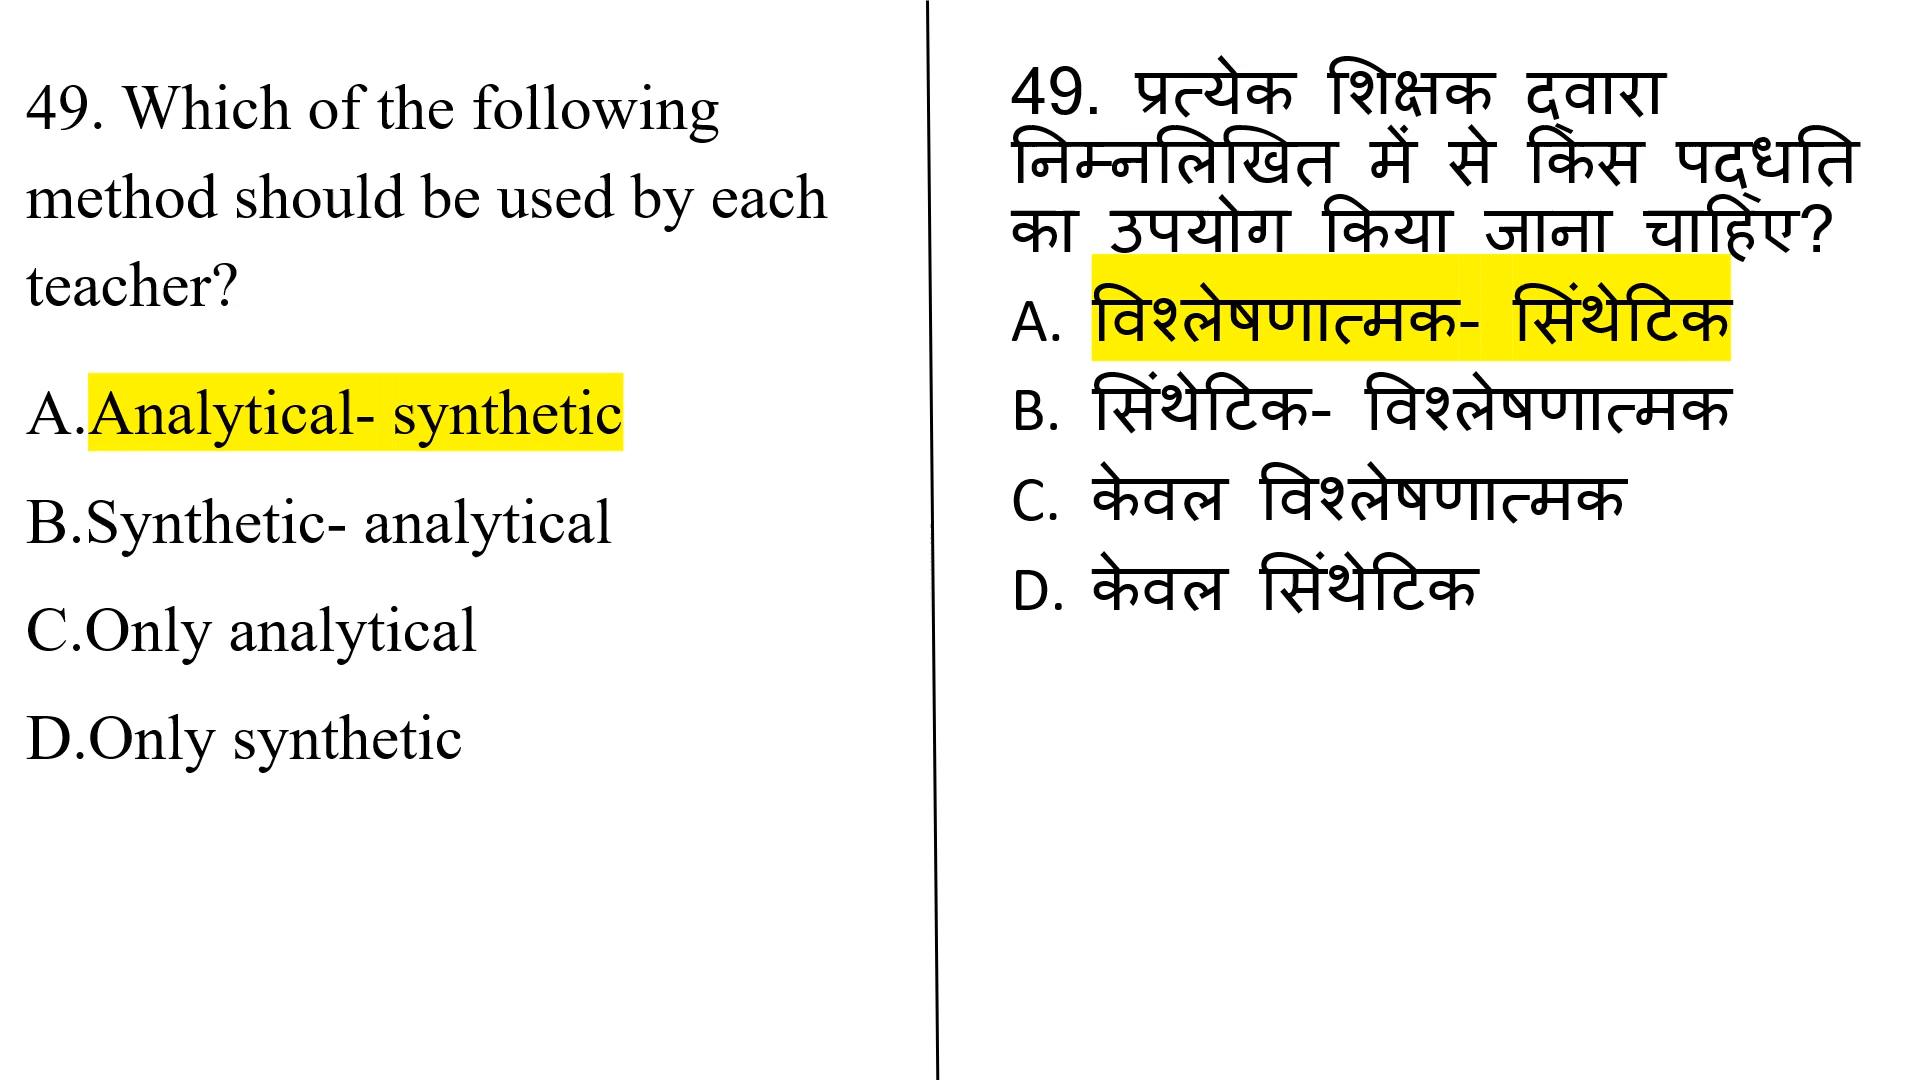 49. Which of the following
method should be used by each
teacher?
A.Analytical- synthetic
B.Synthetic- analytical
C.Only analytical
D.Only synthetic
49. प्रत्येक शिक्षक द्वारा
निम्नलिखित में से किस पद्धति
का उपयोग किया जाना चाहिए?
A. विश्लेषणात्मक- सिंथेटिक
B. सिंथेटिक- विश्लेषणात्मक
C. केवल विश्लेषणात्मक
D. केवल सिंथेटिक